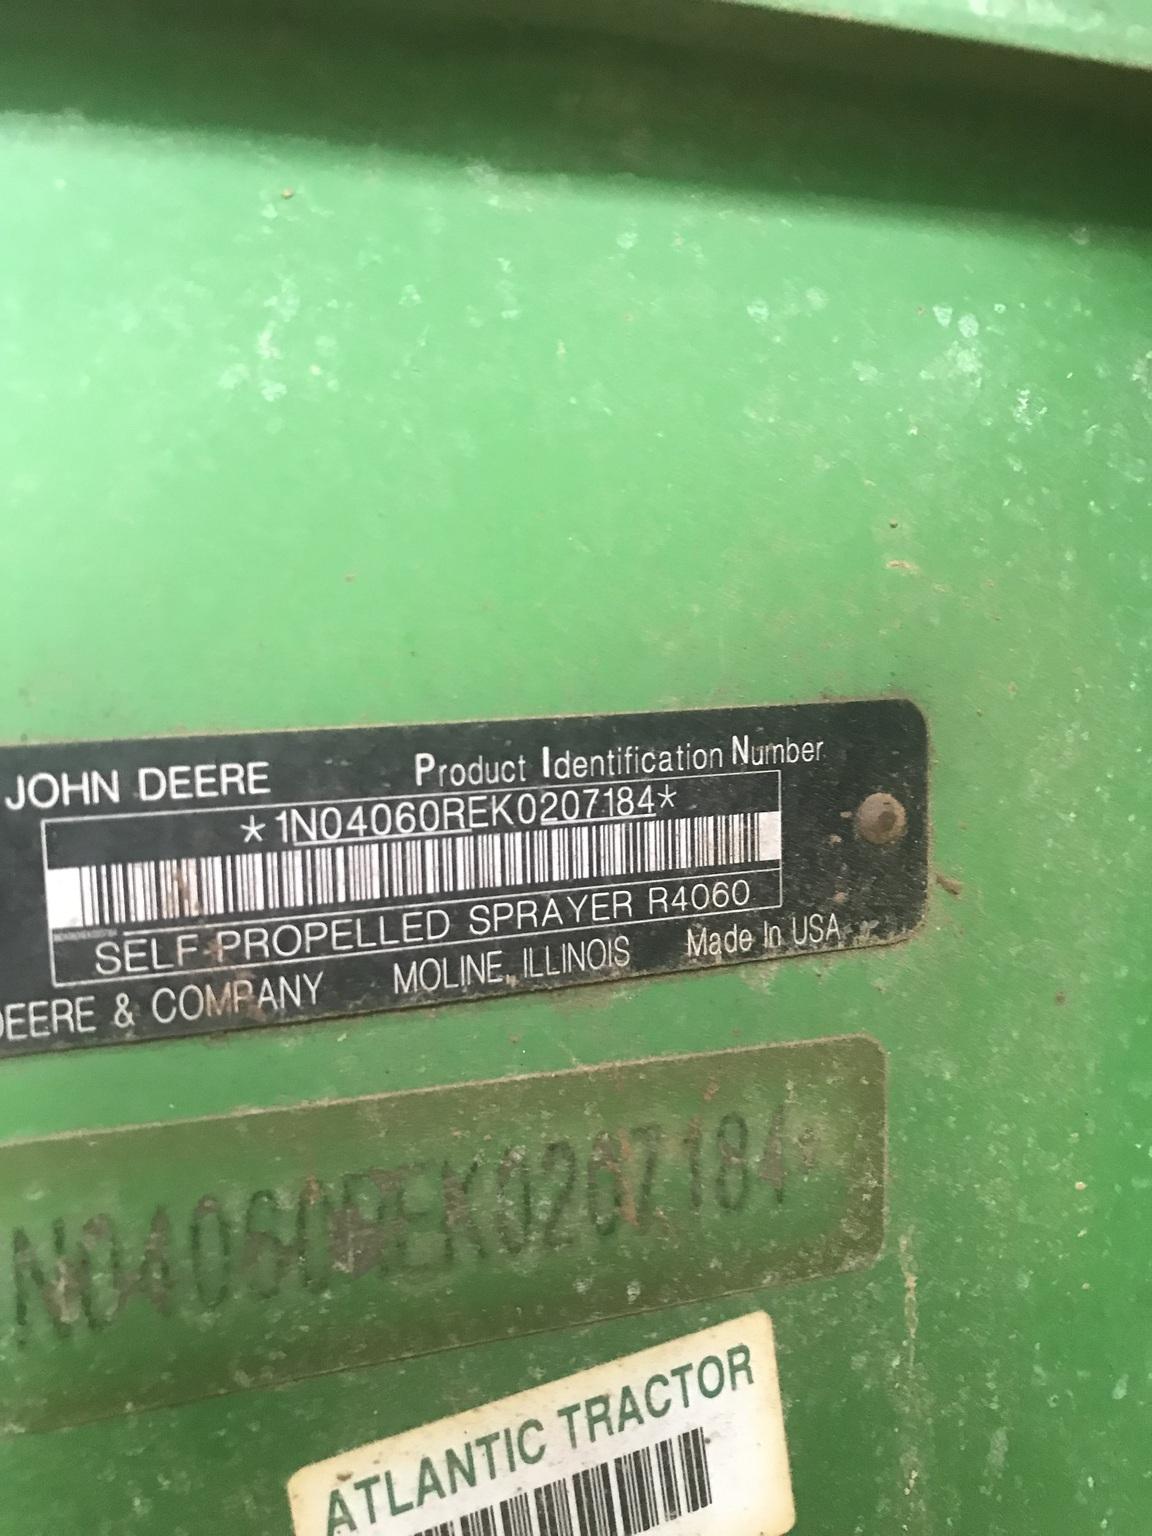 JOHN DEERE Product Identification Number
*1N04060REK0207184*
SELF-PROPELLED SPRAYER R4060
DEERE & COMPANY MOLINE, ILLINOIS Made In USA
N04060REK0207184
ATLANTIC TRACTOR